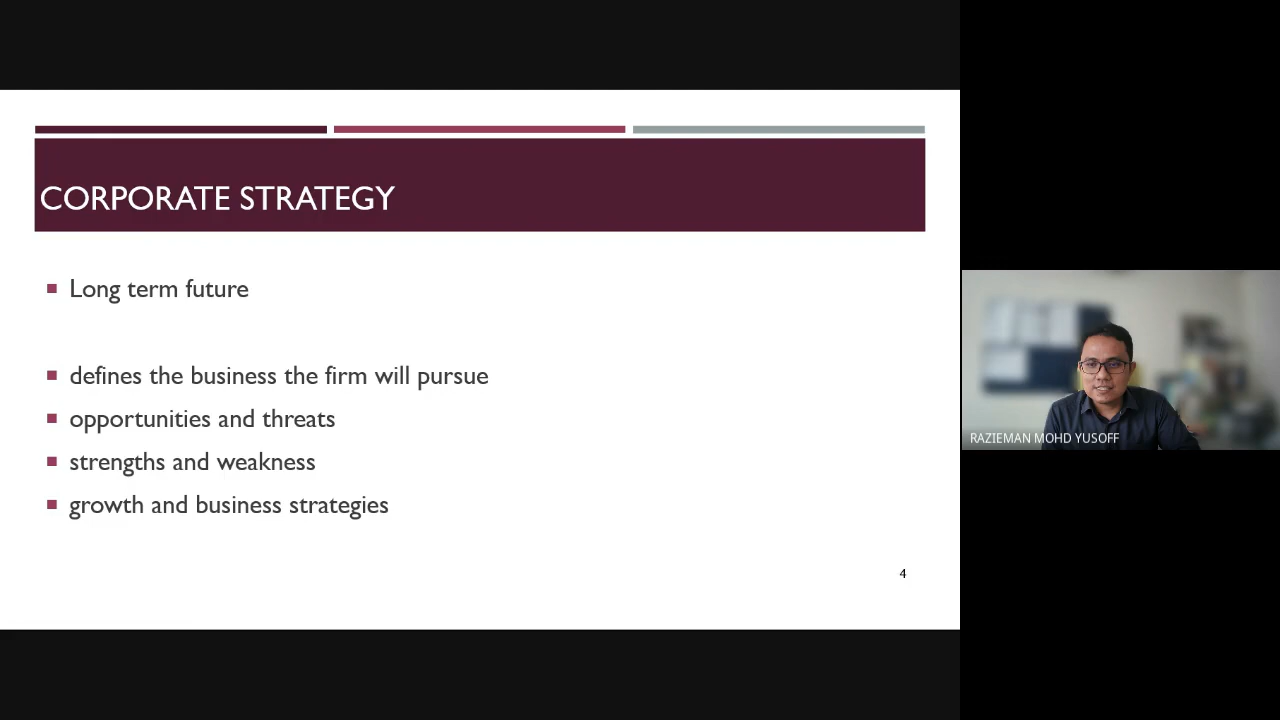 CORPORATE STRATEGY
Long term future
defines the business the firm will pursue
opportunities and threats
strengths and weakness
growth and business strategies
4
RAZIEMAN MOHD YUSOFF